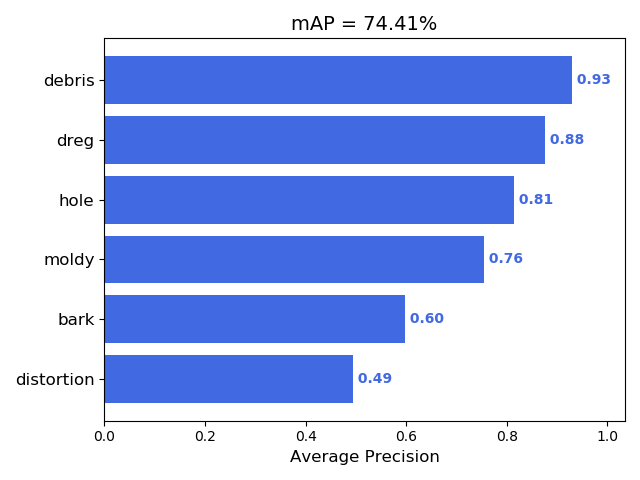 mAP = 74.41%
debris 0.93
dreg 0.88
hole 0.81
moldy 0.76
bark 0.60
distortion 0.49
0.0 0.2 0.4 0.6 0.8 1.0
Average Precision